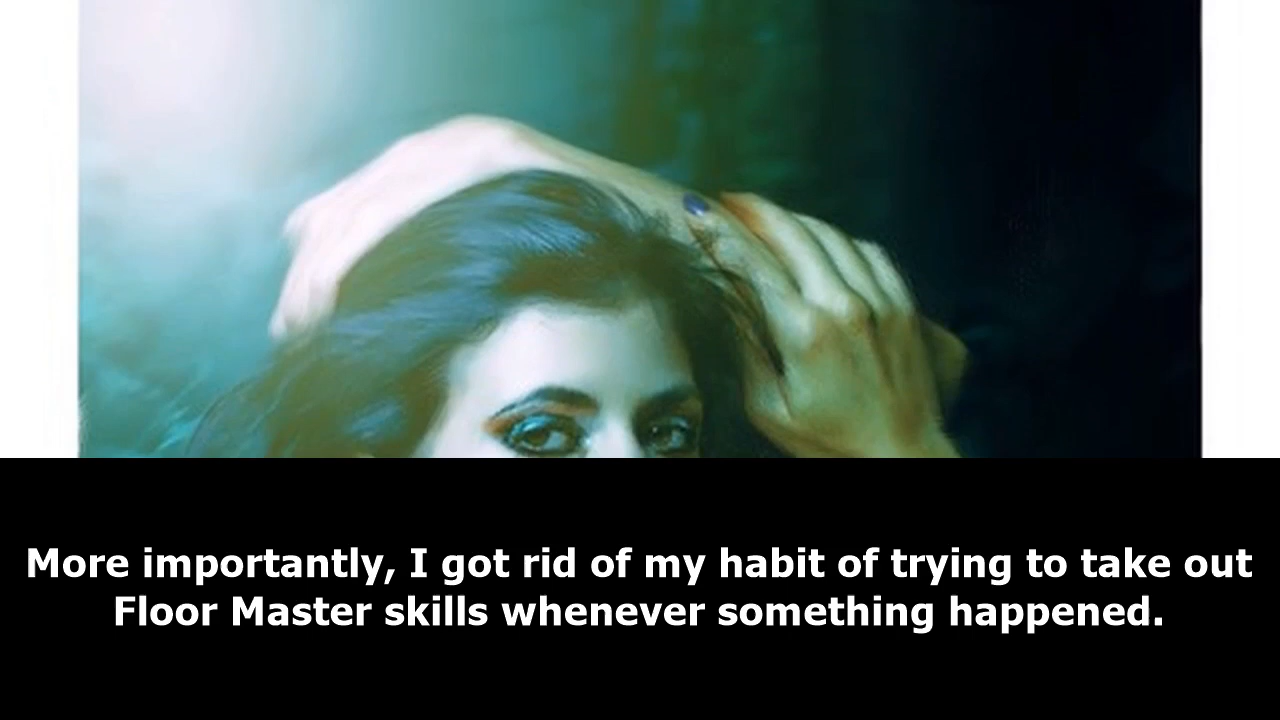 More importantly, I got rid of my habit of trying to take out
Floor Master skills whenever something happened.